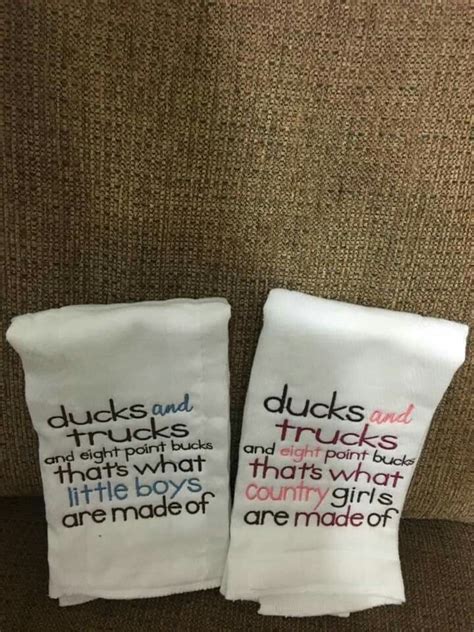 ducks and
trucks
and eight point bucks
that's what
little boys
are made of
ducks and
trucks
and eight point bucks
that's what
country girls
are made of